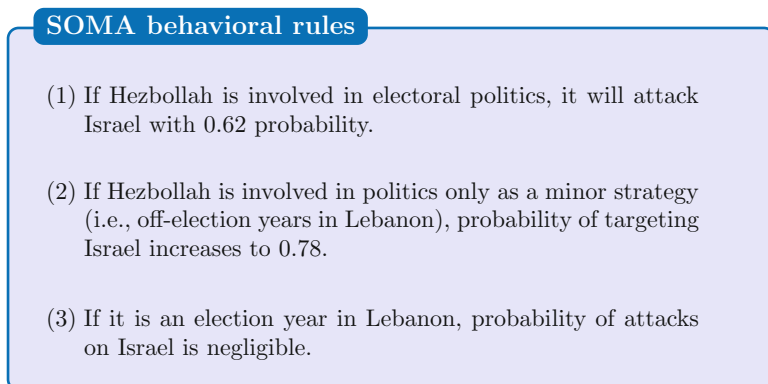 SOMA behavioral rules
(1) If Hezbollah is involved in electoral politics, it will attack
Israel with 0.62 probability.
(2) If Hezbollah is involved in politics only as a minor strategy
(i.e., off-election years in Lebanon), probability of targeting
Israel increases to 0.78.
(3) If it is an election year in Lebanon, probability of attacks
on Israel is negligible.